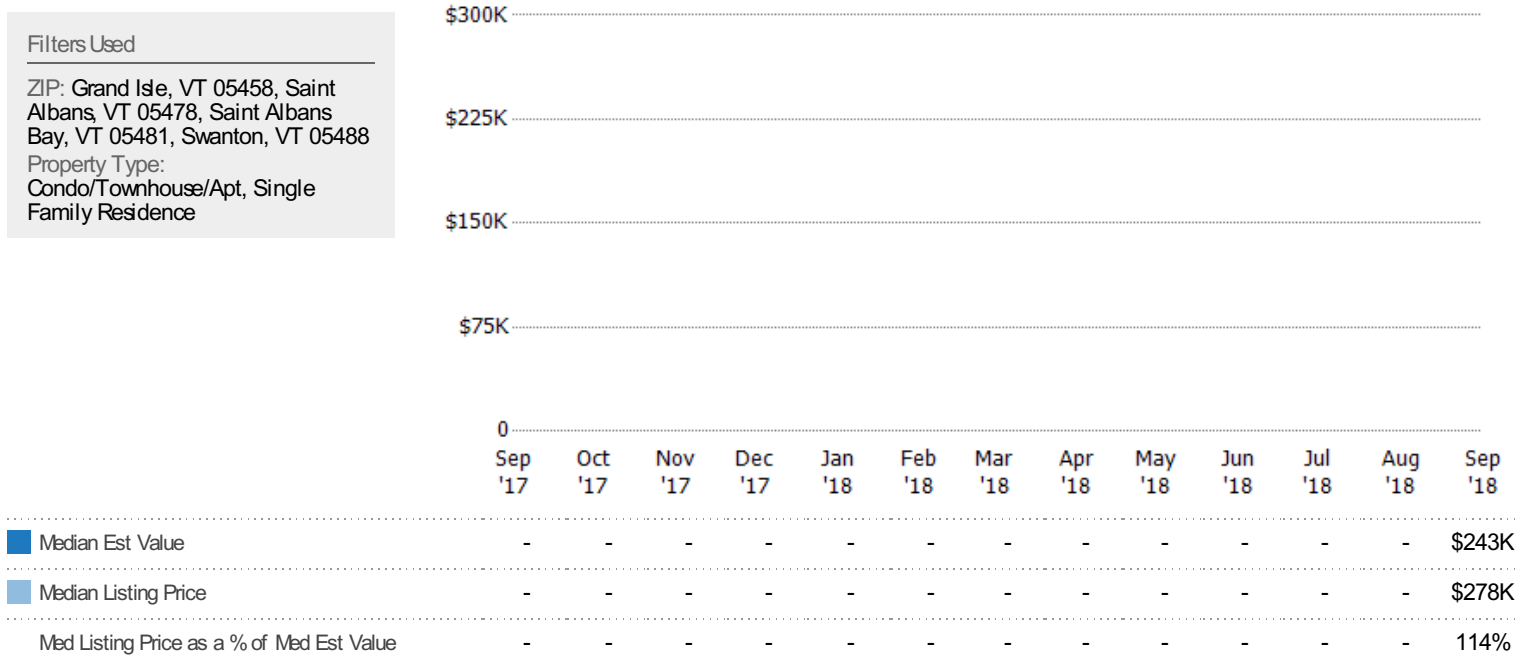 Filters Used
ZIP: Grand Isle, VT 05458, Saint
Albans, VT 05478, Saint Albans
Bay, VT 05481, Swanton, VT 05488
Property Type:
Condo/Townhouse/Apt, Single
Family Residence
$300K
$225K
$150K
$75K
0
Sep Oct Nov Dec Jan Feb Mar Apr May Jun Jul Aug Sep
'17 '17 '17 '17 '18 '18 '18 '18 '18 '18 '18 '18 '18
Median Est Value - - - - - - - - - - - - $243K
Median Listing Price - - - - - - - - - - - - $278K
Med Listing Price as a % of Med Est Value - - - - - - - - - - - - 114%